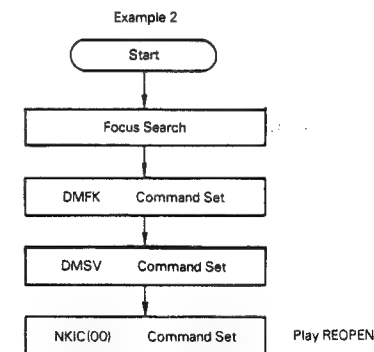 Example 2
Start
Focus Search
DMFK Command Set
DMSV Command Set
NKIC(00) Command Set Play REOPEN